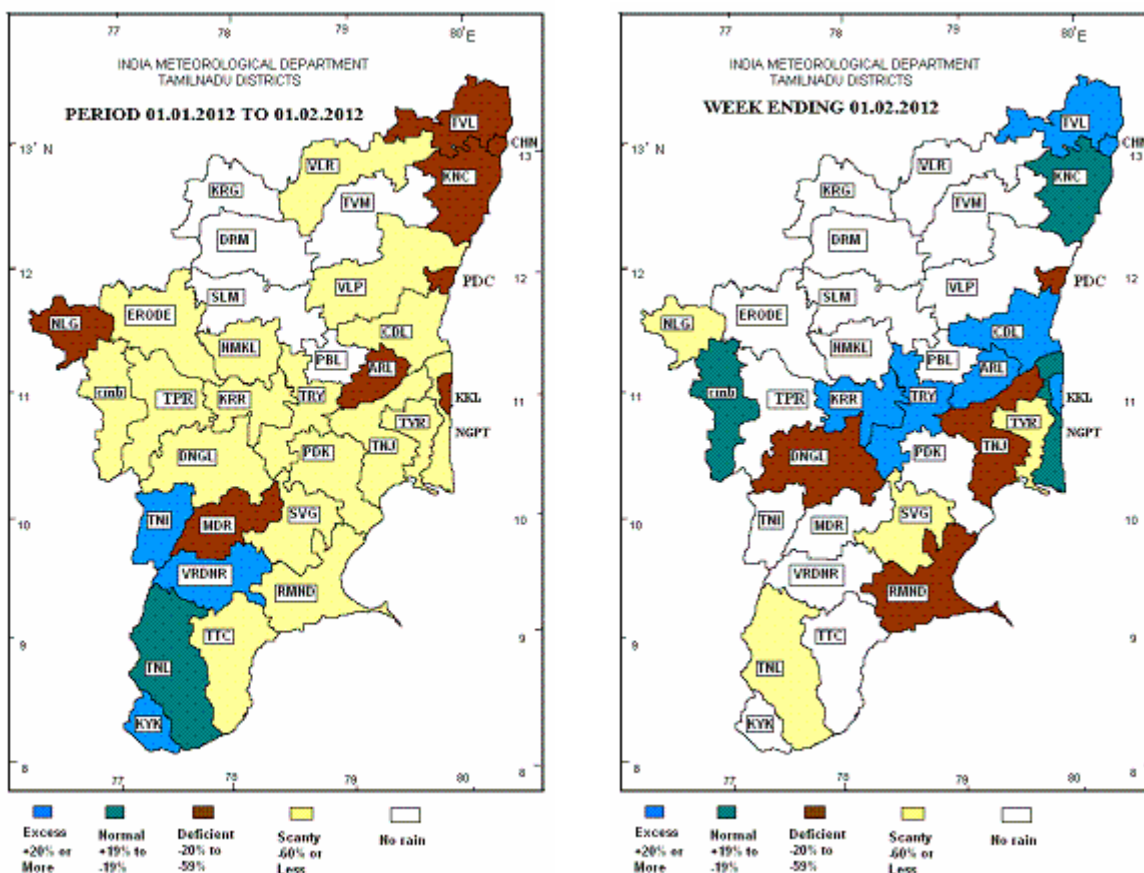 77 78 79 80°E
INDIA METEOROLOGICAL DEPARTMENT
TAMILNADU DISTRICTS
PERIOD 01.01.2012 TO 01.02.2012
TVL
13° N
CHN
13
VLR
KNC
KRG
TVM
DRM
12
12
PDC
SLM
VLP
ERODE
NLG
CDL
NMKL
PBL
ARL
11
cmb
TPR
KRR
TRY
KKL
11
TVR
NGPT
DNGL
PDK
TNJ
10
10
TNI
MDR
SVG
VRDNR
RMND
9
9
TTC
TNL
KYK
8
8
77 78 79 80
Excess
+20% or
More
Normal
+19% to
-19%
Deficient
-20% to
-59%
Scanty
-60% or
Less
No rain
77 78 79 80°E
INDIA METEOROLOGICAL DEPARTMENT
TAMILNADU DISTRICTS
WEEK ENDING 01.02.2012
TVL
13° N
CHN
13
VLR
KNC
KRG
TVM
DRM
12
12
PDC
SLM
VLP
ERODE
NLG
CDL
NMKL
PBL
ARL
11
cmb
TPR
KRR
TRY
KKL
11
TVR
NGPT
DNGL
PDK
TNJ
10
10
TNI
MDR
SVG
VRDNR
RMND
9
9
TTC
TNL
KYK
8
8
77 78 79 80
Excess
+20% or
More
Normal
+19% to
-19%
Deficient
-20% to
-59%
Scanty
-60% or
Less
No rain